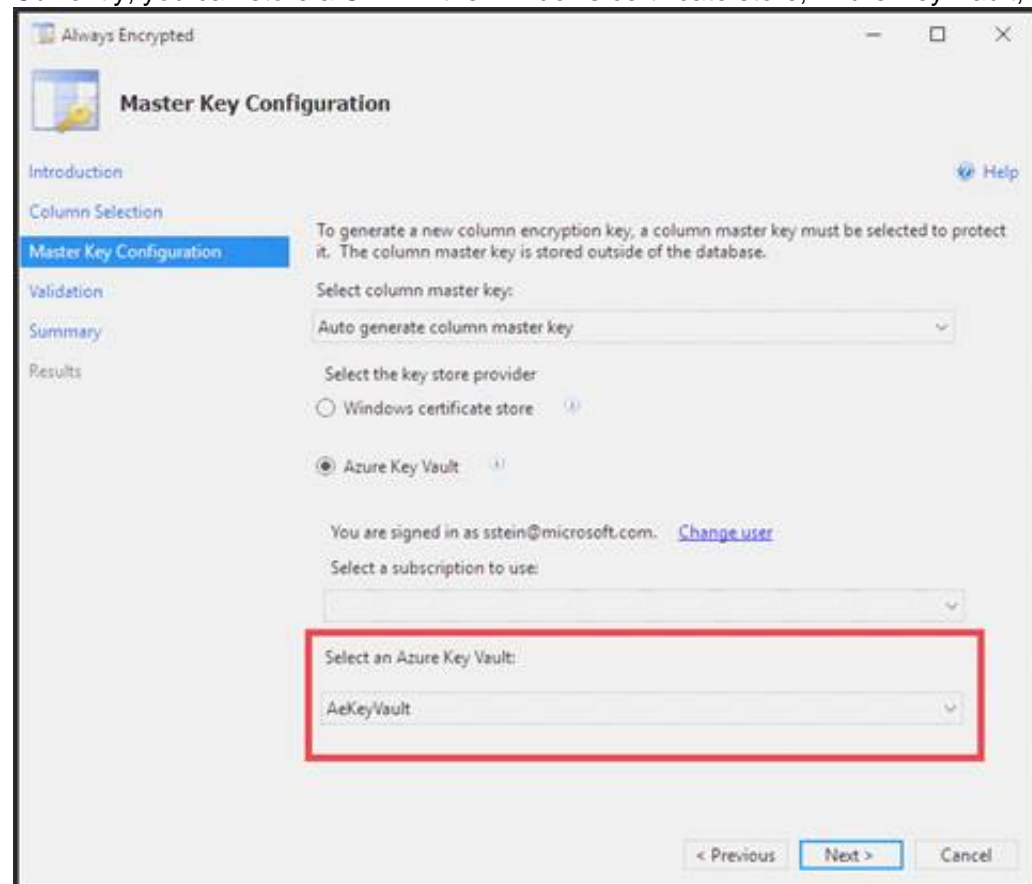 Always Encrypted
Master Key Configuration
Introduction
Help
Column Selection
Master Key Configuration
Validation
Summary
Results
To generate a new column encryption key, a column master key must be selected to protect
it. The column master key is stored outside of the database.
Select column master key:
Auto generate column master key
Select the key store provider
Windows certificate store
Azure Key Vault
You are signed in as sstein@microsoft.com. Change user
Select a subscription to use:
Select an Azure Key Vault:
AeKeyVault
< Previous
Next >
Cancel